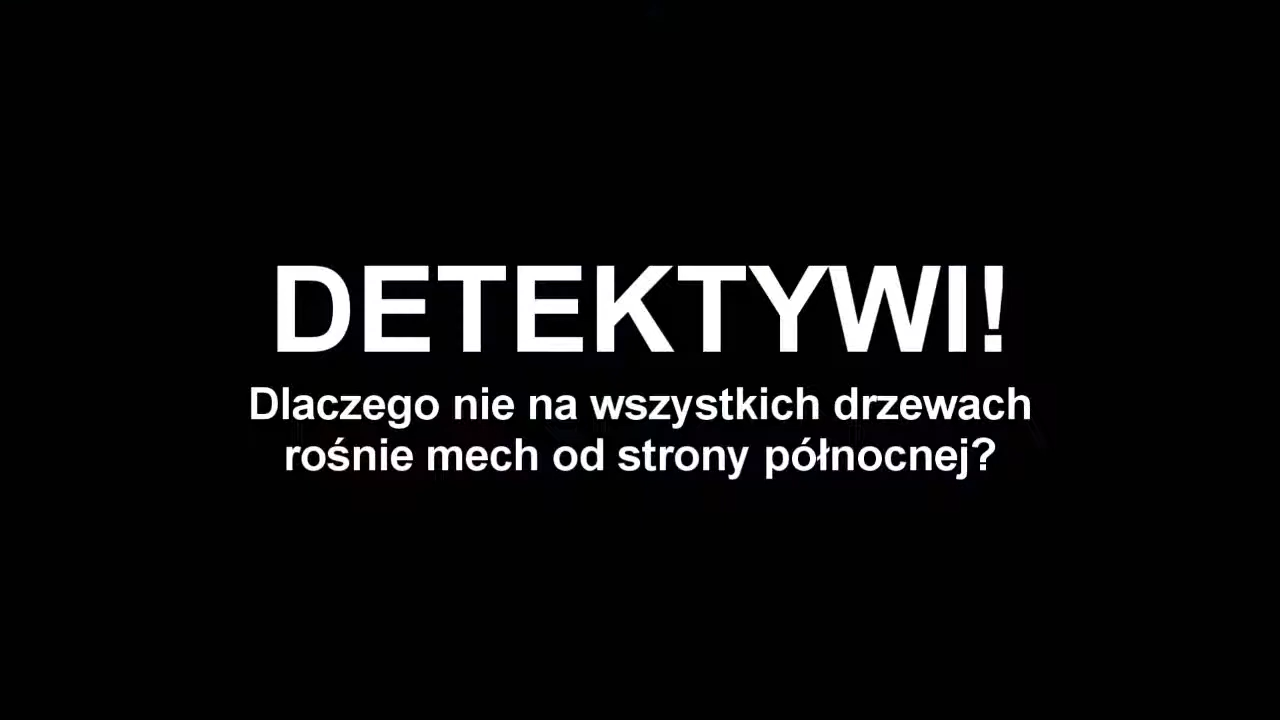 DETEKTYWI!
Dlaczego nie na wszystkich drzewach
rośnie mech od strony północnej?